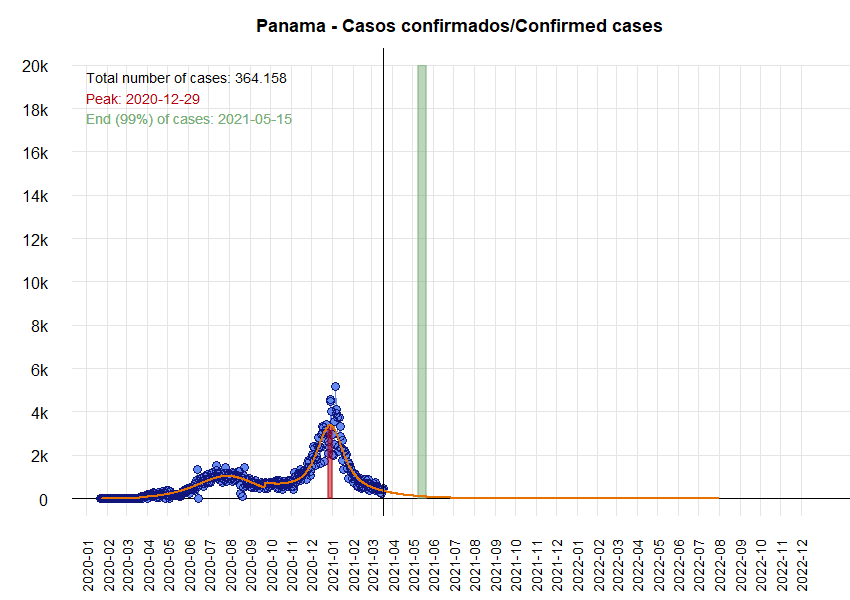 Panama - Casos confirmados/Confirmed cases
20k
18k
16k
14k
12k
10k
8k
6k
4k
2k
0
Total number of cases: 364.158
Peak: 2020-12-29
End (99%) of cases: 2021-05-15
2020-01
2020-02
2020-03
2020-04
2020-05
2020-06
2020-07
2020-08
2020-09
2020-10
2020-11
2020-12
2021-01
2021-02
2021-03
2021-04
2021-05
2021-06
2021-07
2021-08
2021-09
2021-10
2021-11
2021-12
2022-01
2022-02
2022-03
2022-04
2022-05
2022-06
2022-07
2022-08
2022-09
2022-10
2022-11
2022-12